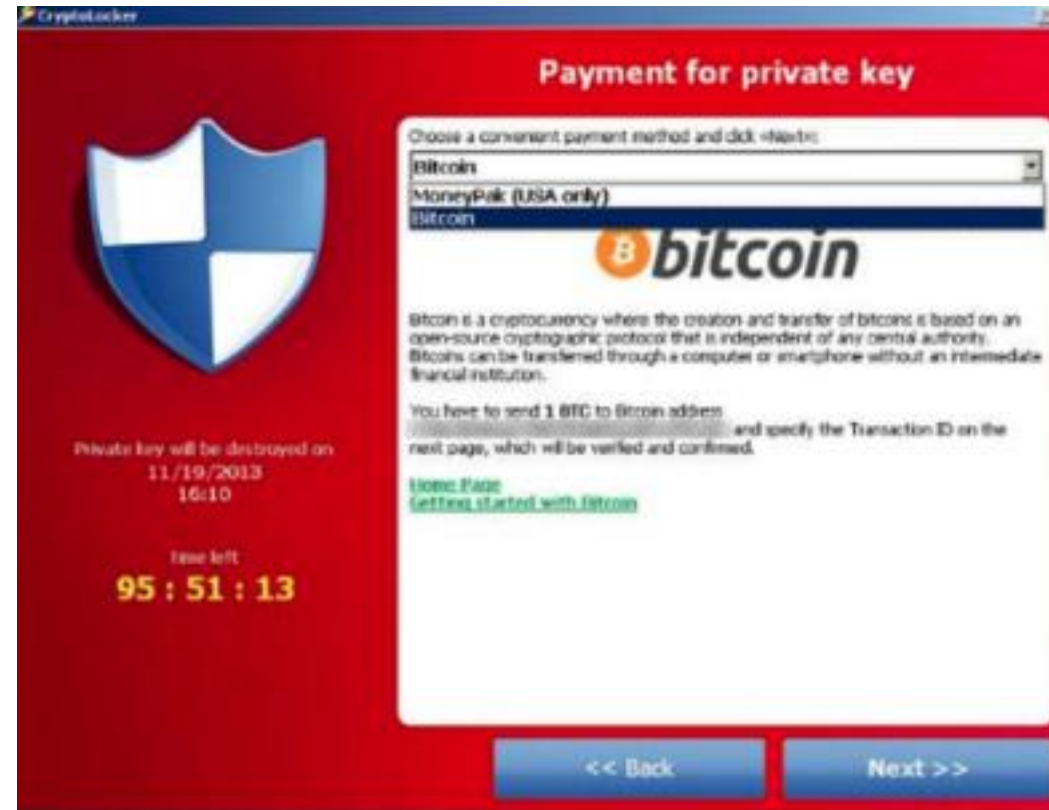 CryptoLocker
Payment for private key
Choose a convenient payment method and click «Next»:
Bitcoin
MoneyPak (USA only)
Bitcoin
bitcoin
Bitcoin is a cryptocurrency where the creation and transfer of bitcoins is based on an
open-source cryptographic protocol that is independent of any central authority.
Bitcoins can be transferred through a computer or smartphone without an intermediate
financial institution.
You have to send 1 BTC to Bitcoin address
and specify the Transaction ID on the
next page, which will be verified and confirmed.
Home Page
Getting started with Bitcoin
Private key will be destroyed on
11/19/2013
16:10
Time left
95 : 51 : 13
<< Back
Next >>